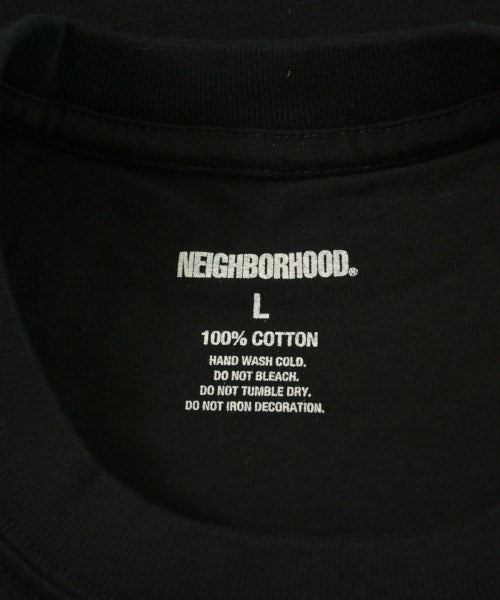 NEIGHBORHOOD®
L
100% COTTON
HAND WASH COLD.
DO NOT BLEACH.
DO NOT TUMBLE DRY.
DO NOT IRON DECORATION.